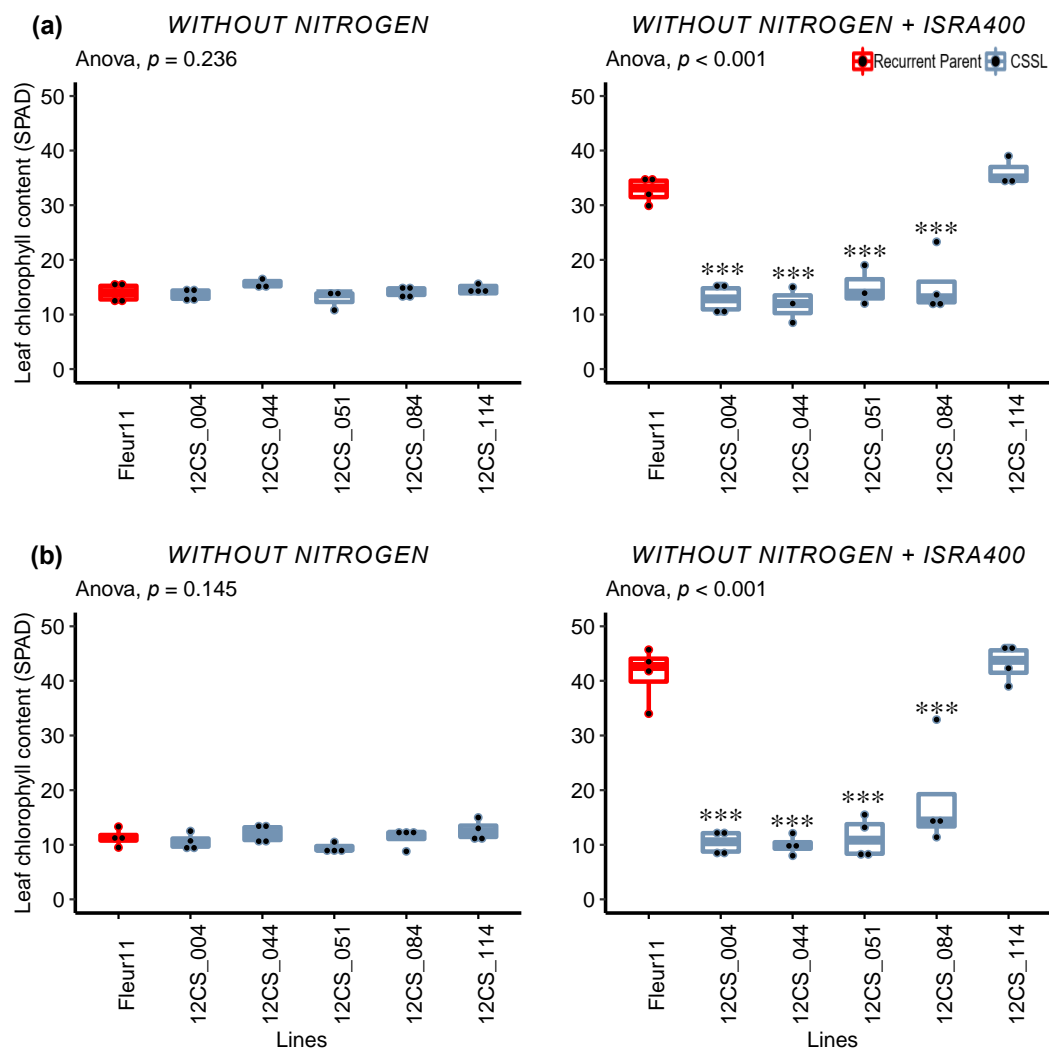 (a)
WITHOUT NITROGEN
Anova, p = 0.236
Leaf chlorophyll content (SPAD)
50
40
30
20
10
0
Fleur11
12CS_004
12CS_044
12CS_051
12CS_084
12CS_114
WITHOUT NITROGEN + ISRA400
Anova, p < 0.001
Recurrent Parent
CSSL
50
40
30
20
10
0
***
***
***
***
Fleur11
12CS_004
12CS_044
12CS_051
12CS_084
12CS_114
(b)
WITHOUT NITROGEN
Anova, p = 0.145
Leaf chlorophyll content (SPAD)
50
40
30
20
10
0
Fleur11
12CS_004
12CS_044
12CS_051
12CS_084
12CS_114
Lines
WITHOUT NITROGEN + ISRA400
Anova, p < 0.001
50
40
30
20
10
0
***
***
***
***
Fleur11
12CS_004
12CS_044
12CS_051
12CS_084
12CS_114
Lines